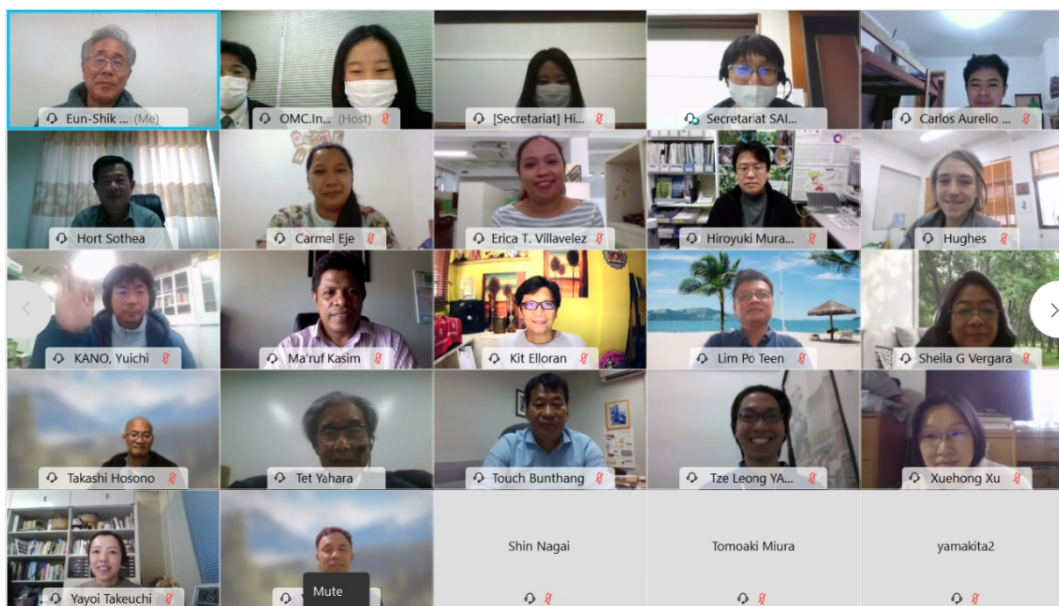 Eun-Shik ... (Me)
OMC.In... (Host)
[Secretariat] Hi...
Secretariat SAI...
Carlos Aurelio ...
Hort Sothea
Carmel Eje
Erica T. Villavelez
Hiroyuki Mura...
Hughes
KANO, Yuichi
Ma'ruf Kasim
Kit Elloran
Lim Po Teen
Sheila G Vergara
Takashi Hosono
Tet Yahara
Touch Bunthang
Tze Leong YA...
Xuehong Xu
Yayoi Takeuchi
Mute
Shin Nagai
Tomoaki Miura
yamakita2